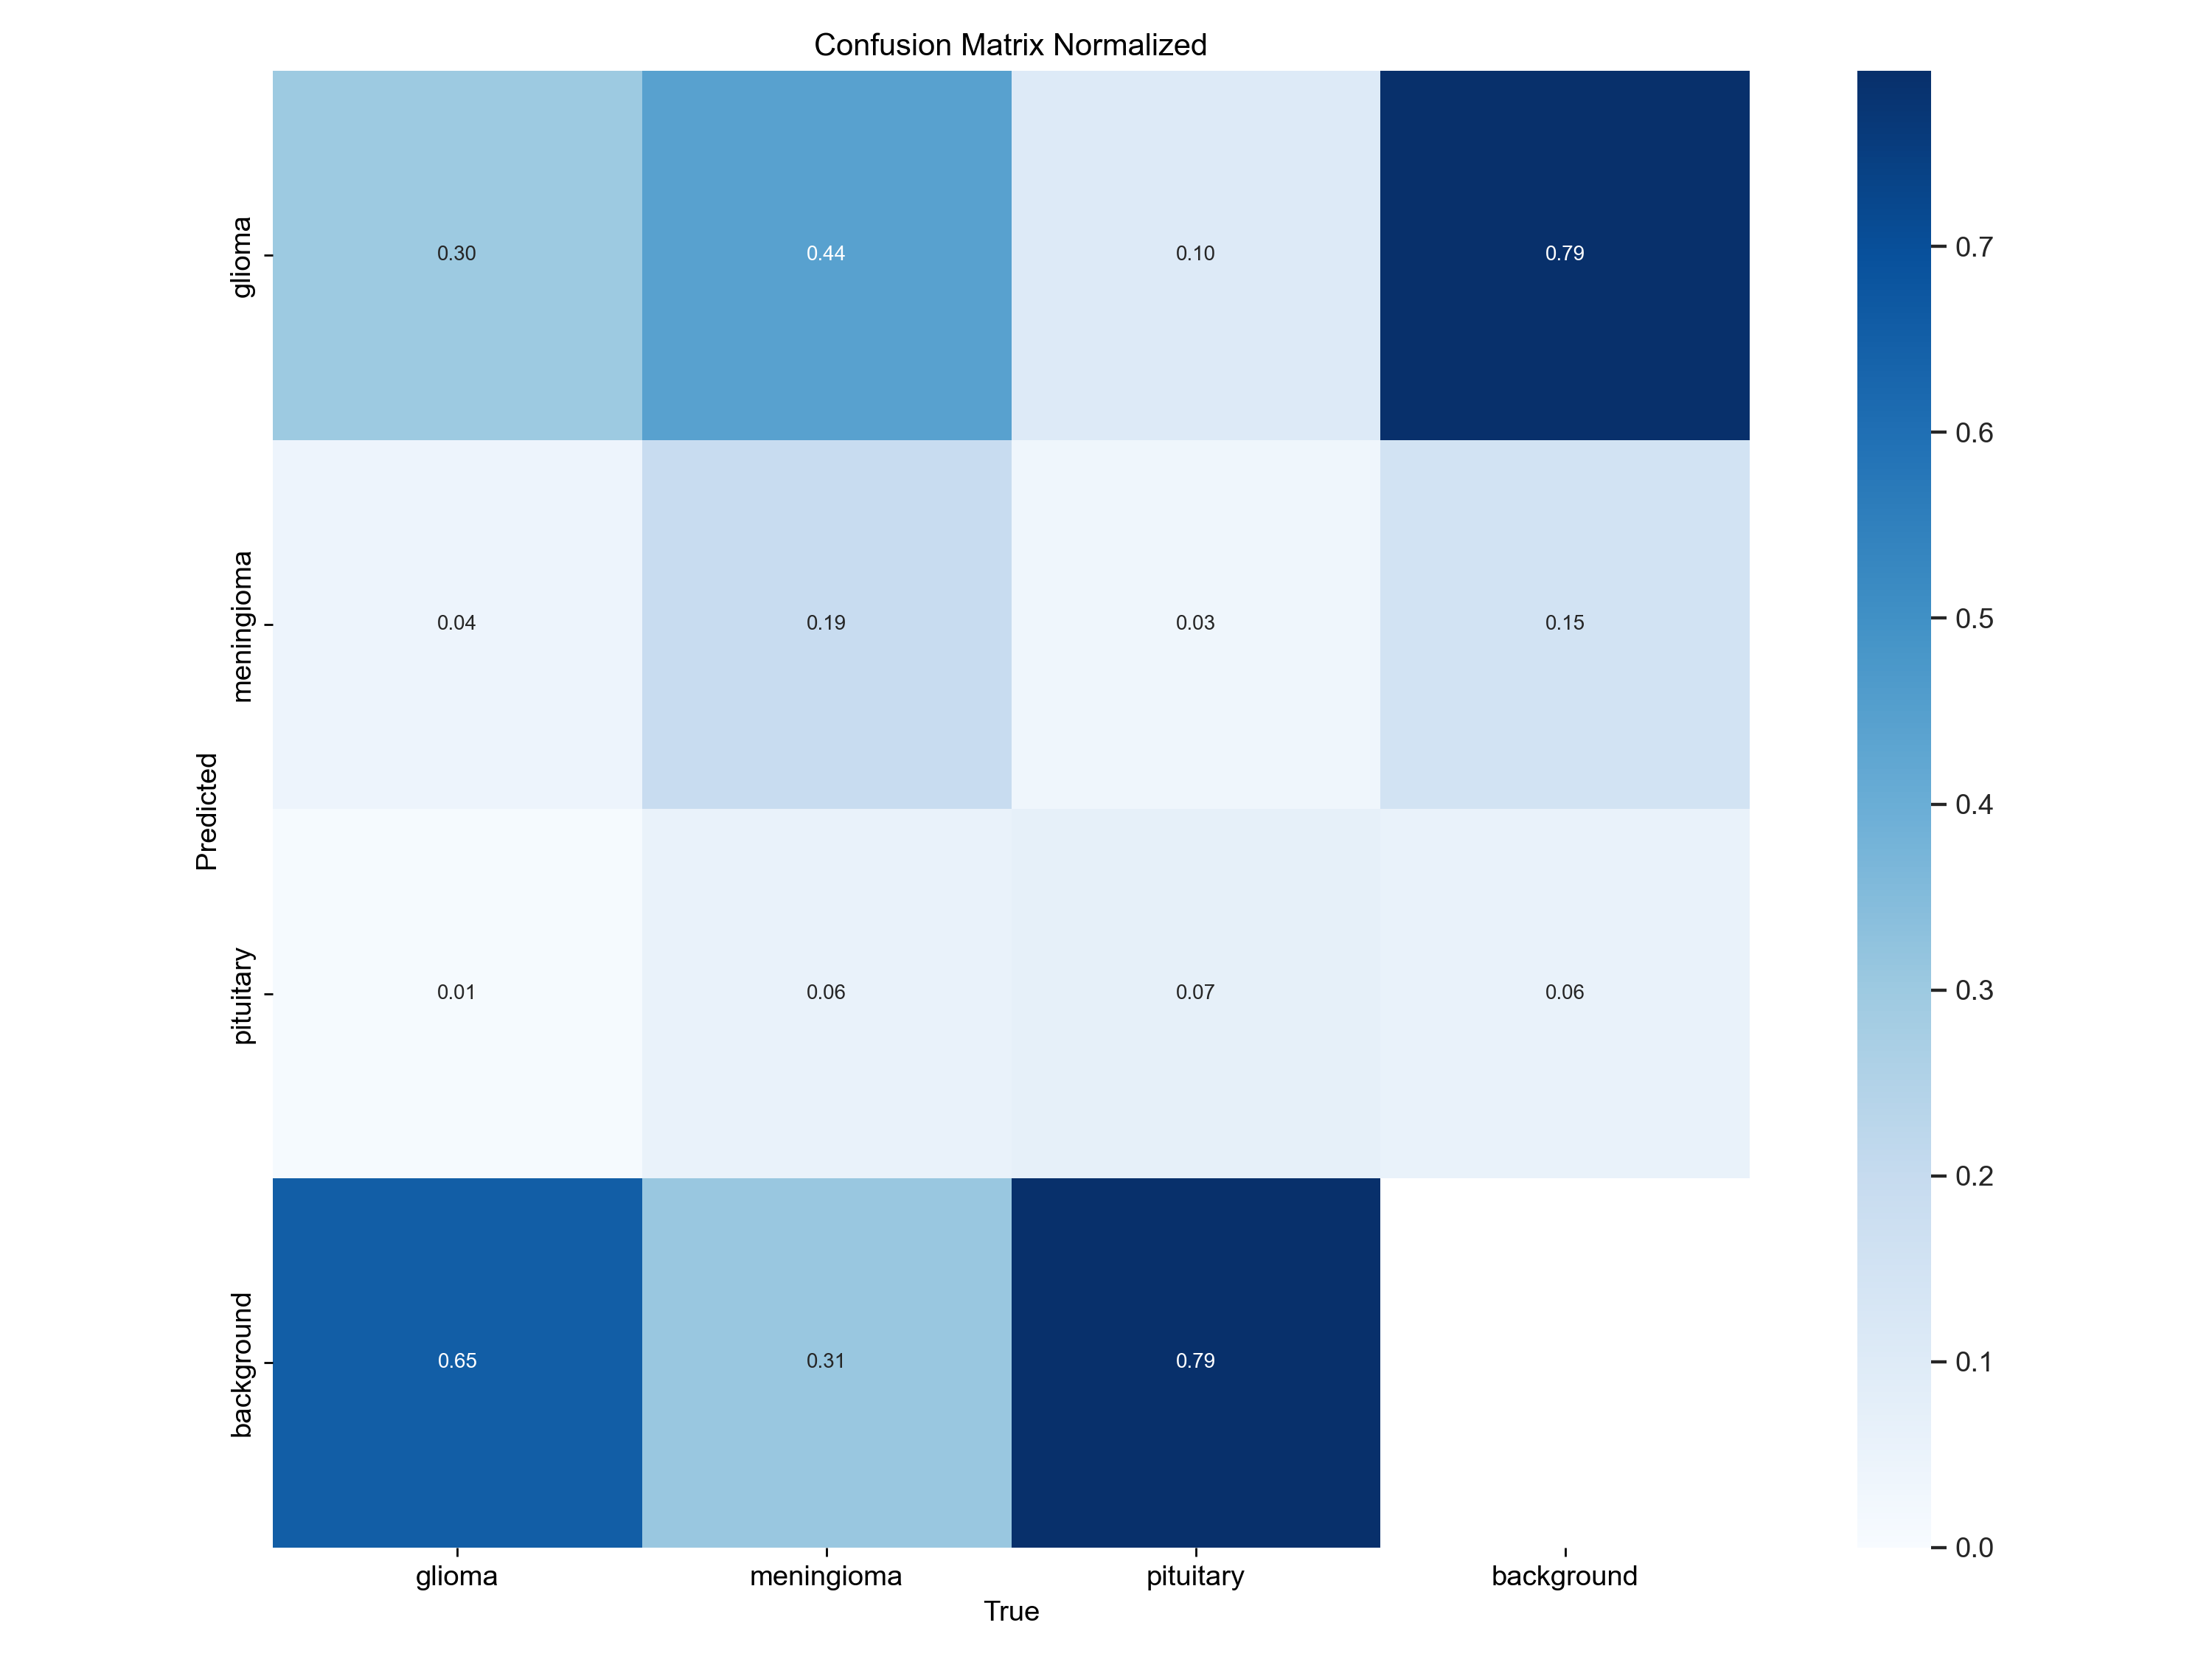 Confusion Matrix Normalized
glioma
0.30 0.44 0.10 0.79
meningioma
0.04 0.19 0.03 0.15
pituitary
0.01 0.06 0.07 0.06
background
0.65 0.31 0.79
Predicted
glioma meningioma pituitary background
True
0.7
0.6
0.5
0.4
0.3
0.2
0.1
0.0